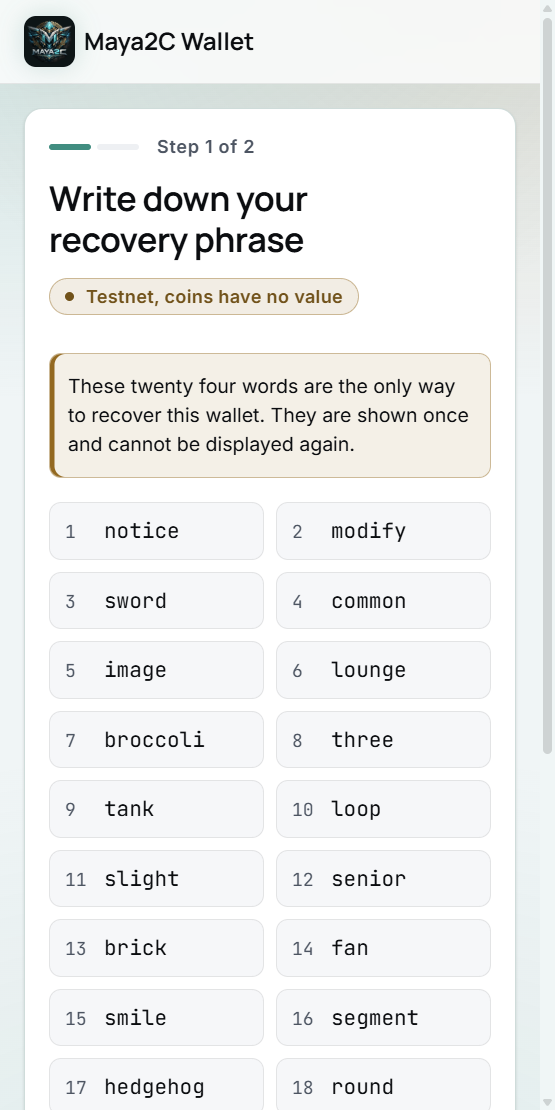 MAYA2C
Maya2C Wallet
Step 1 of 2
Write down your
recovery phrase
Testnet, coins have no value
These twenty four words are the only way
to recover this wallet. They are shown once
and cannot be displayed again.
1 notice
2 modify
3 sword
4 common
5 image
6 lounge
7 broccoli
8 three
9 tank
10 loop
11 slight
12 senior
13 brick
14 fan
15 smile
16 segment
17 hedgehog
18 round